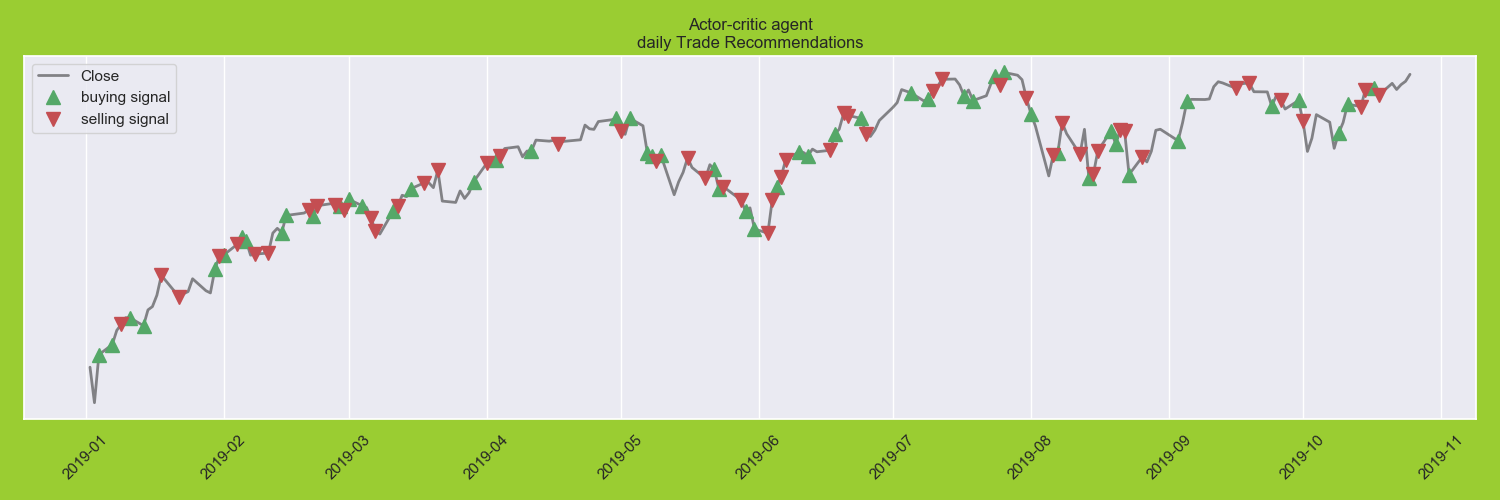 Actor-critic agent
daily Trade Recommendations
Close
buying signal
selling signal
2019-01
2019-02
2019-03
2019-04
2019-05
2019-06
2019-07
2019-08
2019-09
2019-10
2019-11